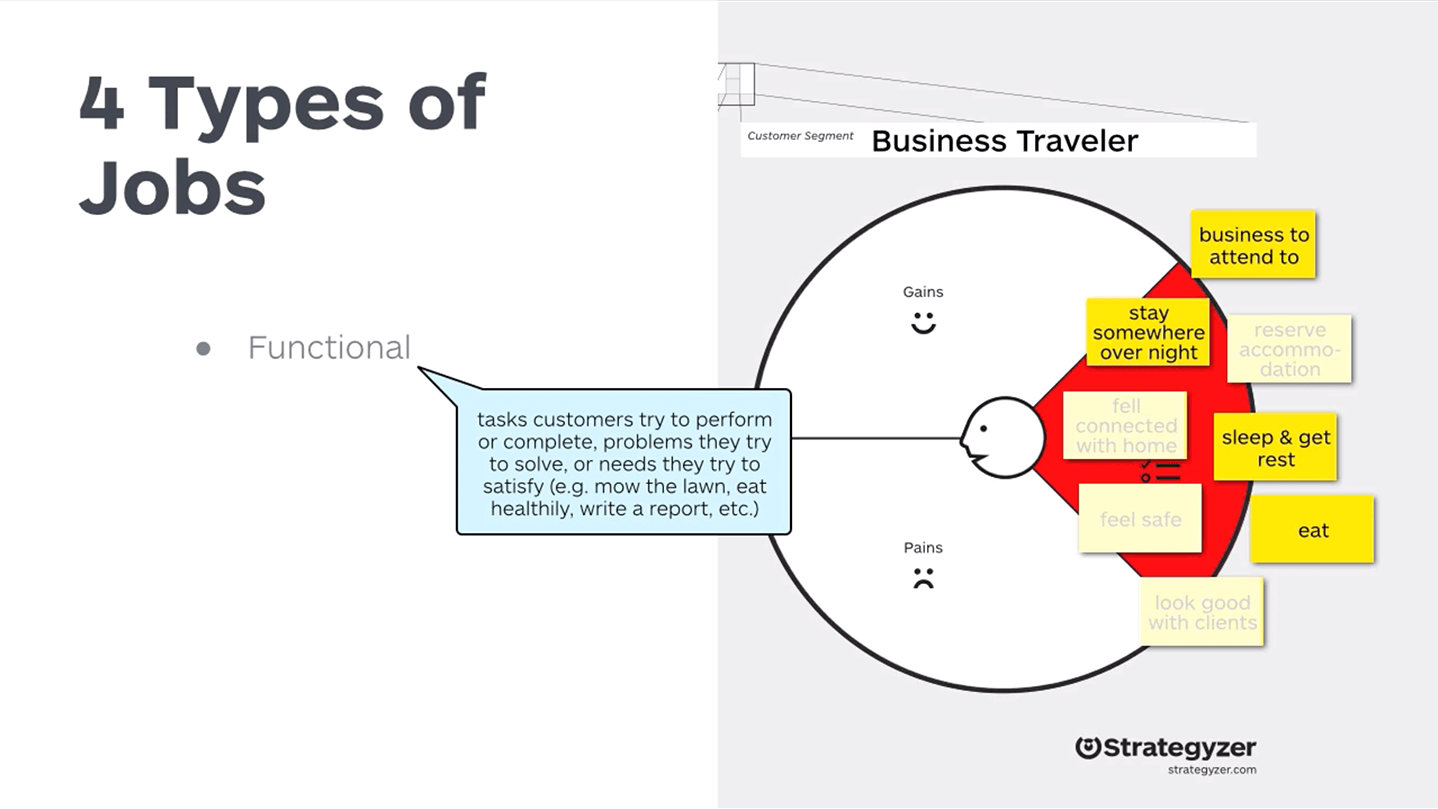 4 Types of
Jobs
Functional
tasks customers try to perform
or complete, problems they try
to solve, or needs they try to
satisfy (e.g. mow the lawn, eat
healthily, write a report, etc.)
Customer Segment
Business Traveler
Gains
Pains
business to
attend to
stay
somewhere
over night
reserve
accommo-
dation
fell
connected
with home
sleep & get
rest
feel safe
eat
look good
with clients
Strategyzer
strategyzer.com